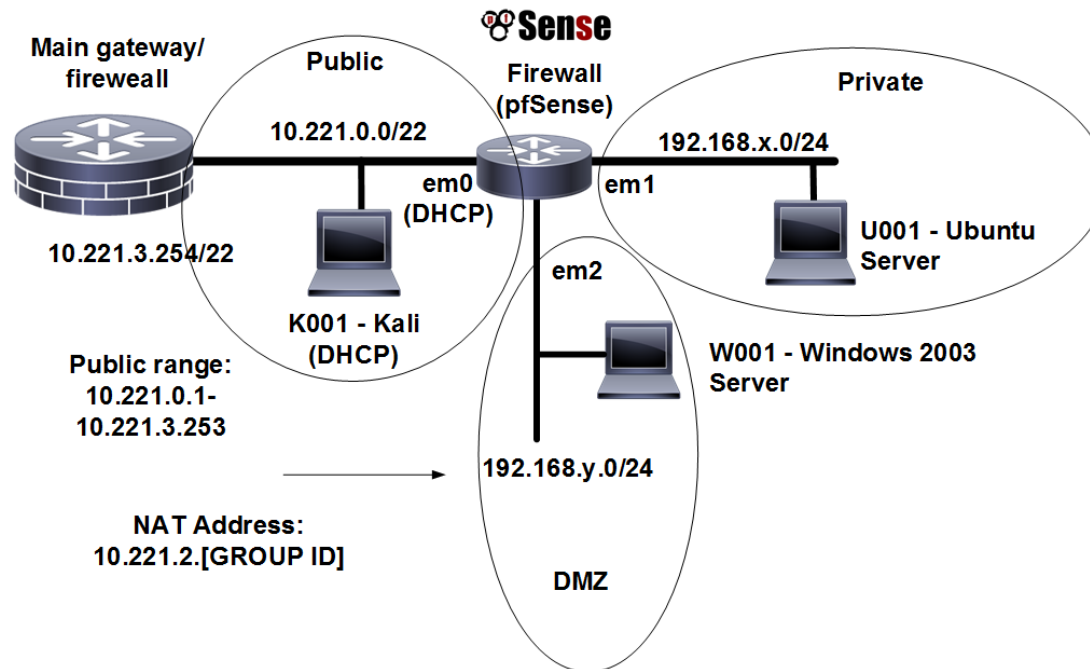 pf Sense
Main gateway/
fireweall
Public
Firewall
(pfSense)
Private
10.221.0.0/22
192.168.x.0/24
em0
(DHCP)
em1
10.221.3.254/22
U001 - Ubuntu
Server
em2
K001 - Kali
(DHCP)
W001 - Windows 2003
Server
Public range:
10.221.0.1-
10.221.3.253
192.168.y.0/24
NAT Address:
10.221.2.[GROUP ID]
DMZ